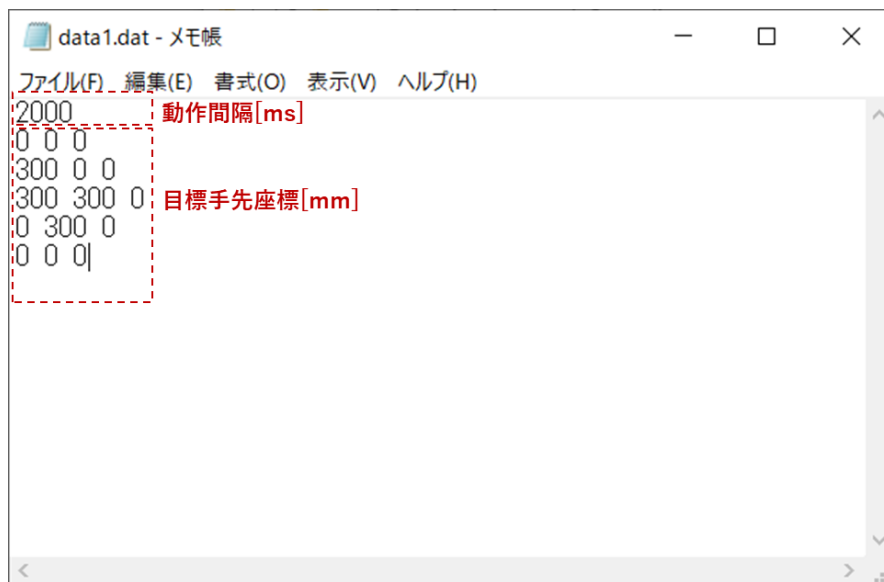 data1.dat - メモ帳
ファイル(F) 編集(E) 書式(O) 表示(V) ヘルプ(H)
2000 動作間隔[ms]
0 0 0
300 0 0
300 300 0 目標手先座標[mm]
0 300 0
0 0 0